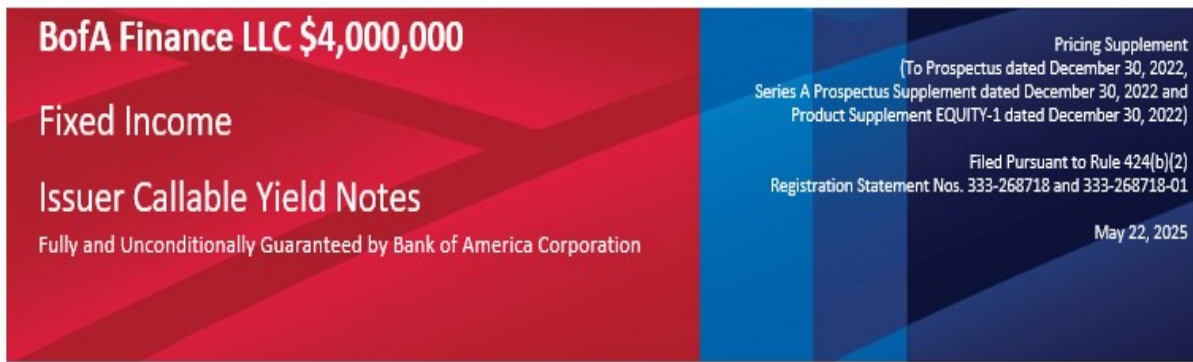 BofA Finance LLC $4,000,000
Fixed Income
Issuer Callable Yield Notes
Fully and Unconditionally Guaranteed by Bank of America Corporation
Pricing Supplement
(To Prospectus dated December 30, 2022,
Series A Prospectus Supplement dated December 30, 2022 and
Product Supplement EQUITY-1 dated December 30, 2022)
Filed Pursuant to Rule 424(b)(2)
Registration Statement Nos. 333-268718 and 333-268718-01
May 22, 2025